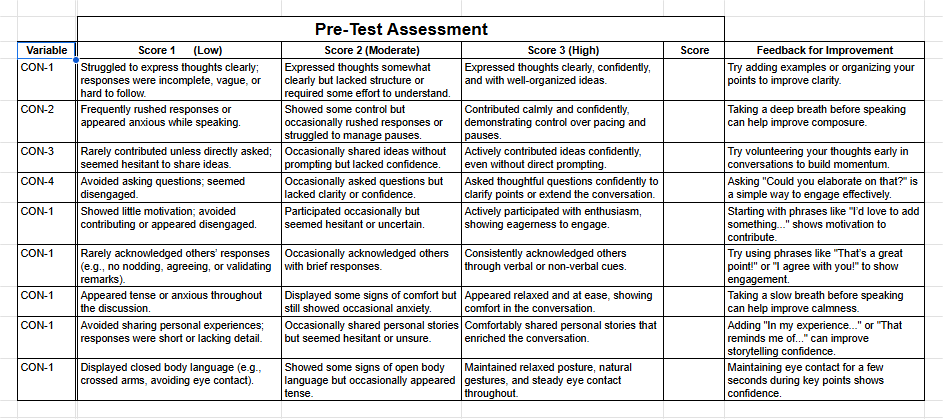 Pre-Test Assessment
Variable Score 1 (Low) Score 2 (Moderate) Score 3 (High) Score Feedback for Improvement
CON-1
Struggled to express thoughts clearly;
responses were incomplete, vague, or
hard to follow.
Expressed thoughts somewhat
clearly but lacked structure or
required some effort to understand.
Expressed thoughts clearly, confidently,
and with well-organized ideas.
Try adding examples or organizing your
points to improve clarity.
CON-2
Frequently rushed responses or
appeared anxious while speaking.
Showed some control but
occasionally rushed responses or
struggled to manage pauses.
Contributed calmly and confidently,
demonstrating control over pacing and
pauses.
Taking a deep breath before speaking
can help improve composure.
CON-3
Rarely contributed unless directly asked;
seemed hesitant to share ideas.
Occasionally shared ideas without
prompting but lacked confidence.
Actively contributed ideas confidently,
even without direct prompting.
Try volunteering your thoughts early in
conversations to build momentum.
CON-4
Avoided asking questions; seemed
disengaged.
Occasionally asked questions but
lacked clarity or confidence.
Asked thoughtful questions confidently to
clarify points or extend the conversation.
Asking "Could you elaborate on that?" is
a simple way to engage effectively.
CON-1
Showed little motivation; avoided
contributing or appeared disengaged.
Participated occasionally but
seemed hesitant or uncertain.
Actively participated with enthusiasm,
showing eagerness to engage.
Starting with phrases like "I'd love to add
something..." shows motivation to
contribute.
CON-1
Rarely acknowledged others' responses
(e.g., no nodding, agreeing, or validating
remarks).
Occasionally acknowledged others
with brief responses.
Consistently acknowledged others
through verbal or non-verbal cues.
Try using phrases like "That's a great
point!" or "I agree with you!" to show
engagement.
CON-1
Appeared tense or anxious throughout
the discussion.
Displayed some signs of comfort but
still showed occasional anxiety.
Appeared relaxed and at ease, showing
comfort in the conversation.
Taking a slow breath before speaking
can help improve calmness.
CON-1
Avoided sharing personal experiences;
responses were short or lacking detail.
Occasionally shared personal stories
but seemed hesitant or unsure.
Comfortably shared personal stories that
enriched the conversation.
Adding "In my experience..." or "That
reminds me of..." can improve
storytelling confidence.
CON-1
Displayed closed body language (e.g.,
crossed arms, avoiding eye contact).
Showed some signs of open body
language but occasionally appeared
tense.
Maintained relaxed posture, natural
gestures, and steady eye contact
throughout.
Maintaining eye contact for a few
seconds during key points shows
confidence.